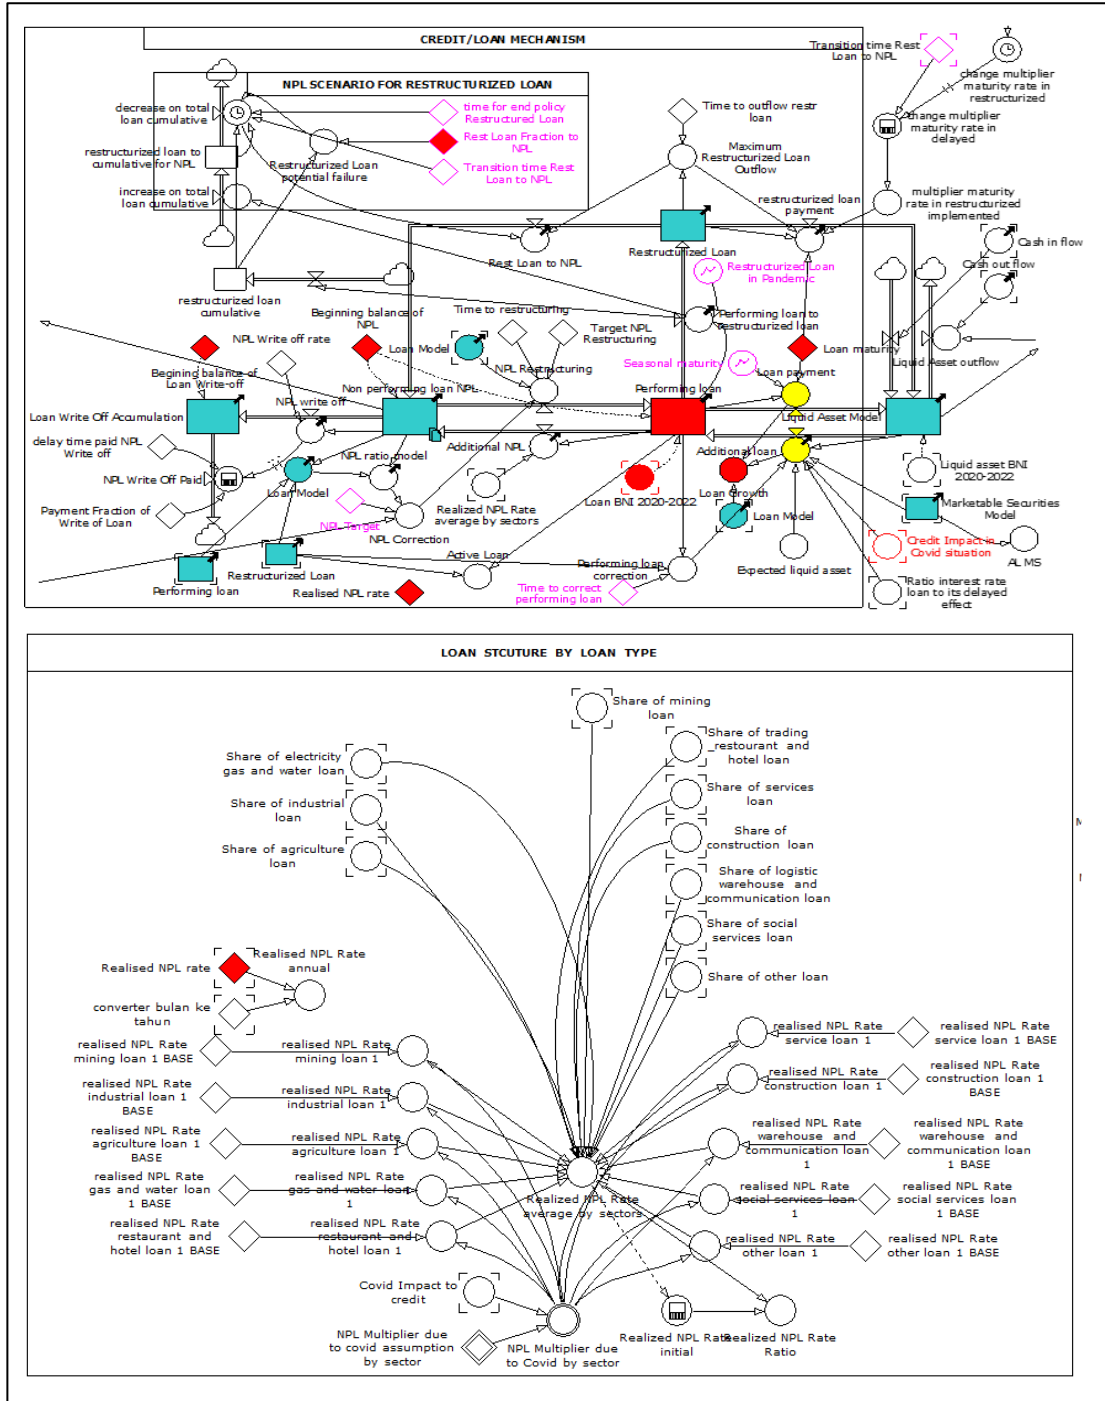 CREDIT/LOAN MECHANISM
Transition time Rest
Loan to NPL
change multiplier
maturity rate in
restructurized
NPL SCENARIO FOR RESTRUCTURIZED LOAN
decrease on total
loan cumulative
time for end policy
Restructured Loan
Rest Loan Fraction to
NPL
Transition time Rest
Loan to NPL
restructurized loan to
cumulative for NPL
Restructurized Loan
potential failure
increase on total
loan cumulative
Time to outflow restr
loan
Maximum
Restructurized Loan
Outflow
change multiplier
maturity rate in
delayed
restructurized loan
payment
multiplier maturity
rate in restructurized
implemented
Cash in flow
Cash out flow
Rest Loan to NPL
Restructurized Loan
Restructurized Loan
in Pandemic
restructurized loan
cumulative
Beginning balance of
NPL
Time to restructuring
Target NPL
Restructuring
Performing loan to
restructurized loan
NPL Write off rate
Loan Model
NPL Restructuring
Seasonal maturity
Loan maturity
Loan payment
Liquid Asset outflow
Begining balance of
Loan Write-off
Non performing loan NPL
Performing loan
NPL write off
Loan Write Off Accumulation
Liquid Asset Model
delay time paid NPL
Write off
NPL ratio model
Additional NPL
Additional loan
NPL Write Off Paid
Loan Model
Loan BNI 2020-2022
Loan Growth
Liquid asset BNI
2020-2022
Payment Fraction of
Write of Loan
NPL Target
Realized NPL Rate
average by sectors
Loan Model
Marketable Securities
Model
NPL Correction
Active Loan
Performing loan
correction
Expected liquid asset
Credit Impact in
Covid situation
AL MS
Performing loan
Restructurized Loan
Realised NPL rate
Time to correct
performing loan
Ratio interest rate
loan to its delayed
effect
LOAN STCUTURE BY LOAN TYPE
Share of mining
loan
Share of electricity
gas and water loan
Share of trading
restourant and
hotel loan
Share of industrial
loan
Share of services
loan
Share of agriculture
loan
Share of
construction loan
Share of logistic
warehouse and
communication loan
Share of social
services loan
Share of other loan
Realised NPL rate
Realised NPL Rate
annual
converter bulan ke
tahun
realised NPL Rate
mining loan 1 BASE
realised NPL Rate
mining loan 1
realised NPL Rate
service loan 1
realised NPL Rate
service loan 1 BASE
realised NPL Rate
industrial loan 1
BASE
realised NPL Rate
industrial loan 1
realised NPL Rate
construction loan 1
realised NPL Rate
construction loan 1
BASE
realised NPL Rate
agriculture loan 1
BASE
realised NPL Rate
agriculture loan 1
realised NPL Rate
warehouse and
communication loan
1
realised NPL Rate
warehouse and
communication loan
1 BASE
realised NPL Rate
gas and water loan
1 BASE
realised NPL Rate
gas and water loan
1
Realized NPL Rate
average by sectors
realised NPL Rate
social services loan
1
realised NPL Rate
social services loan
1 BASE
realised NPL Rate
restaurant and
hotel loan 1 BASE
realised NPL Rate
restaurant and
hotel loan 1
realised NPL Rate
other loan 1
realised NPL Rate
other loan 1 BASE
Covid Impact to
credit
NPL Multiplier due
to covid assumption
by sector
NPL Multiplier due
to Covid by sector
Realized NPL Rate
initial
Realized NPL Rate
Ratio